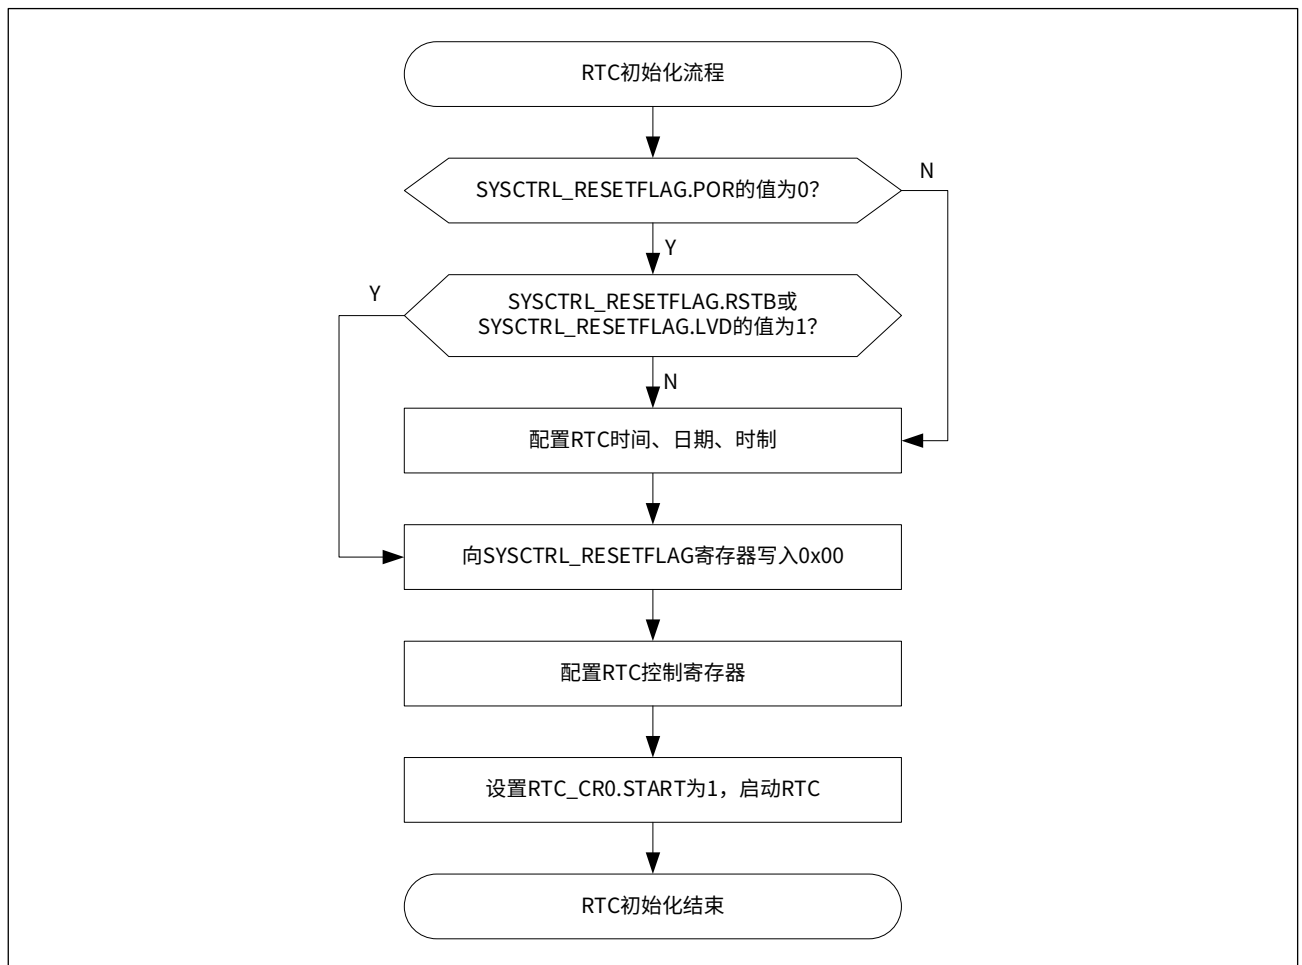 RTC初始化流程
SYSCTRL_RESETFLAG.POR的值为0?
N
Y
Y
SYSCTRL_RESETFLAG.RSTB或
SYSCTRL_RESETFLAG.LVD的值为1?
N
配置RTC时间、日期、时制
向SYSCTRL_RESETFLAG寄存器写入0x00
配置RTC控制寄存器
设置RTC_CR0.START为1，启动RTC
RTC初始化结束